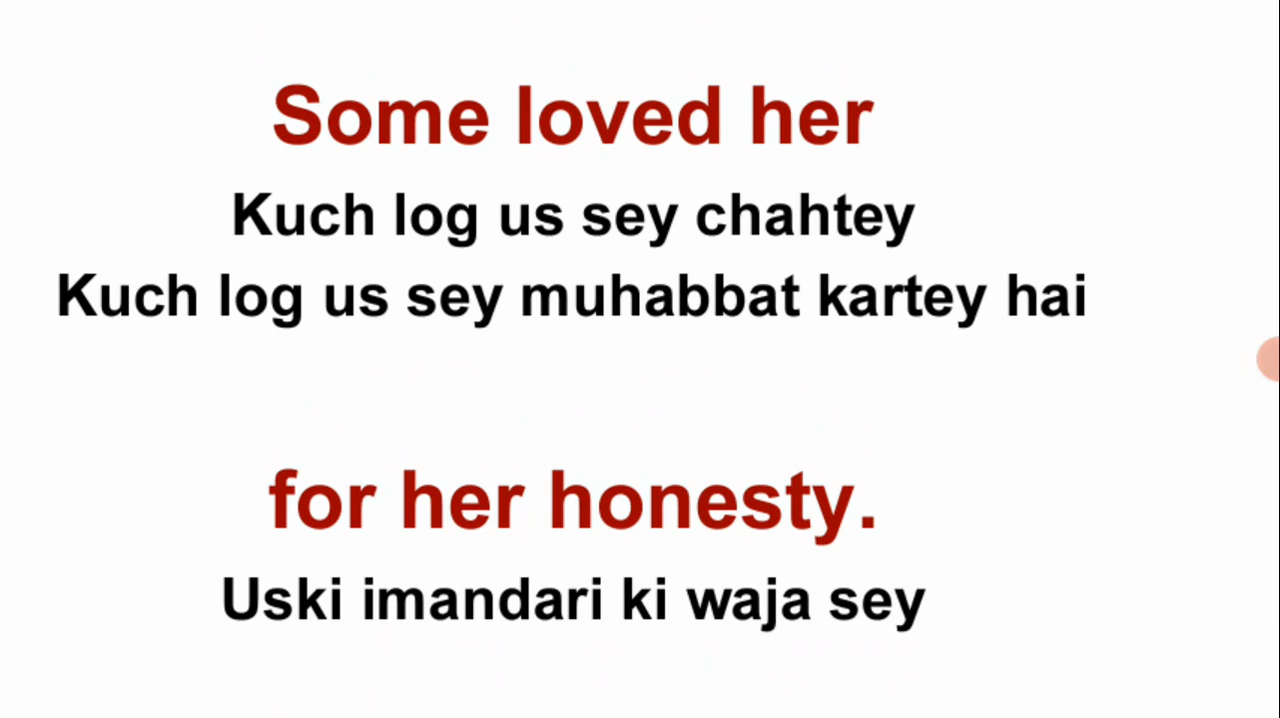 Some loved her
Kuch log us sey chahtey
Kuch log us sey muhabbat kartey hai
for her honesty.
Uski imandari ki waja sey